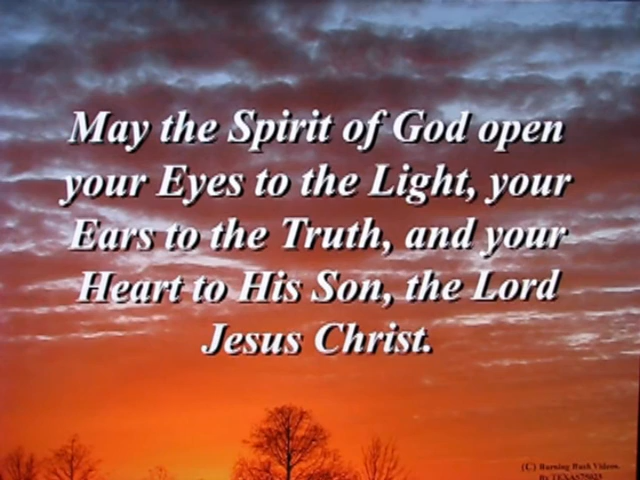 May the Spirit of God open
your Eyes to the Light, your
Ears to the Truth, and your
Heart to His Son, the Lord
Jesus Christ.
(C) Burning Bush Videos.
By